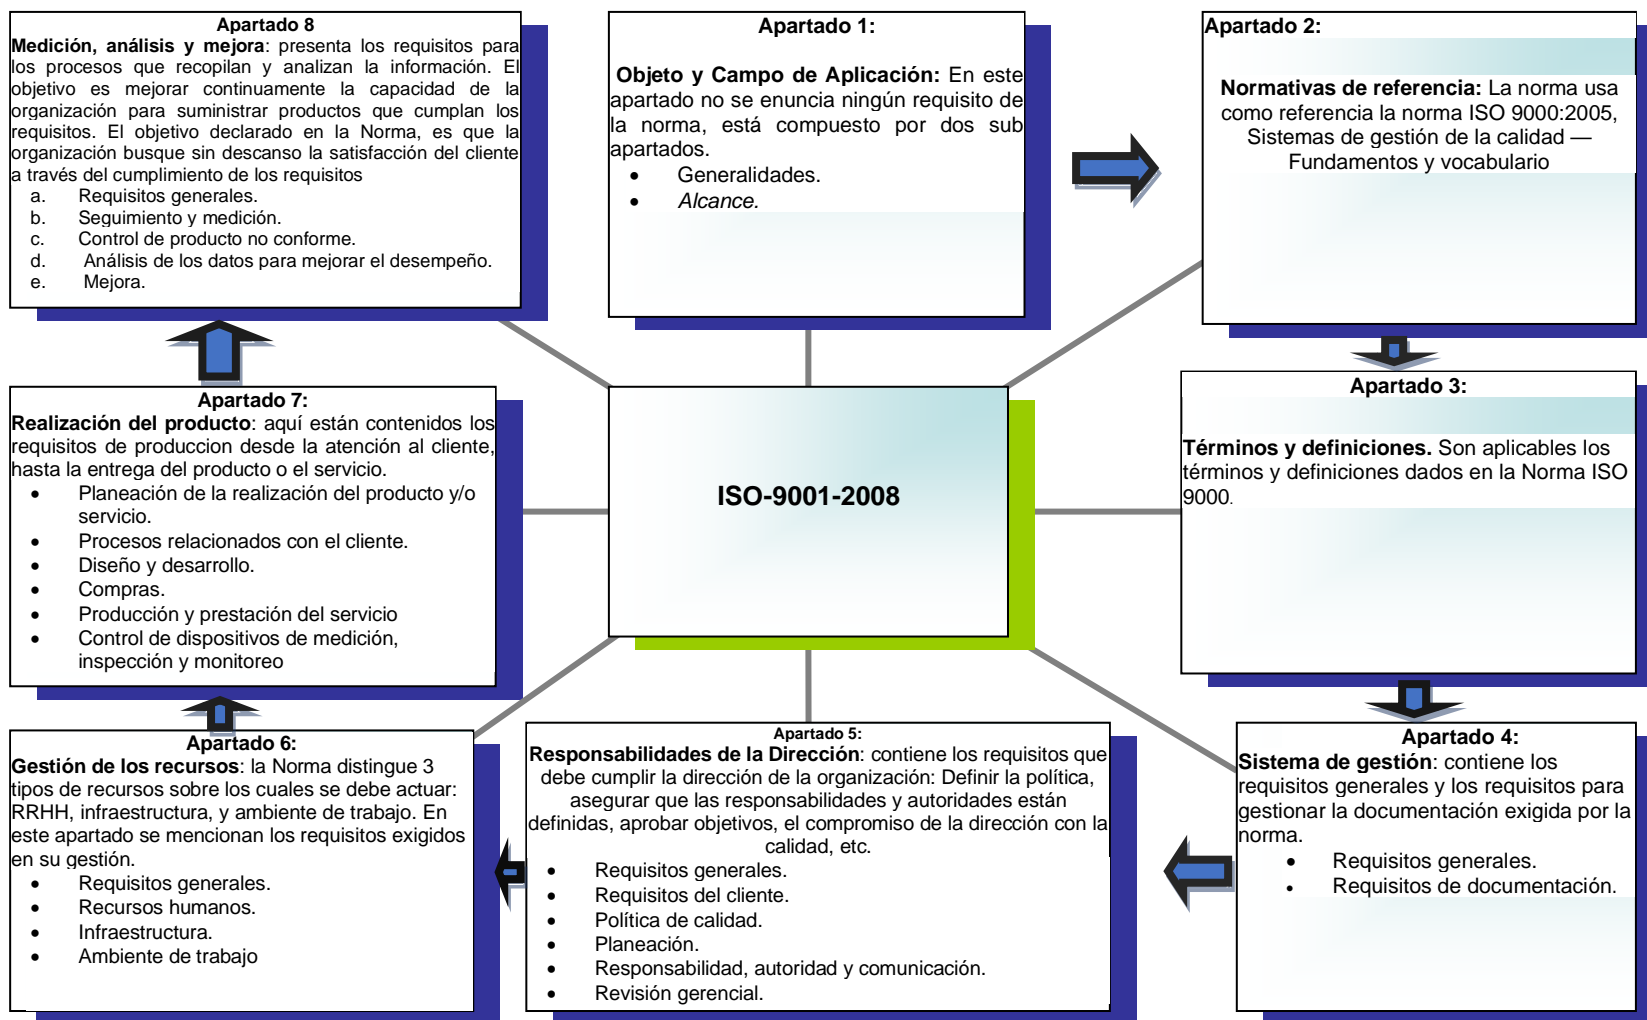 Apartado 1:
Objeto y Campo de Aplicación: En este
apartado no se enuncia ningún requisito de
la norma, está compuesto por dos sub
apartados.
• Generalidades.
• Alcance.
Apartado 2:
Normativas de referencia: La norma usa
como referencia la norma ISO 9000:2005,
Sistemas de gestión de la calidad —
Fundamentos y vocabulario
Apartado 3:
Términos y definiciones. Son aplicables los
términos y definiciones dados en la Norma ISO
9000.
Apartado 4:
Sistema de gestión: contiene los
requisitos generales y los requisitos para
gestionar la documentación exigida por la
norma.
• Requisitos generales.
• Requisitos de documentación.
Apartado 5:
Responsabilidades de la Dirección: contiene los requisitos que
debe cumplir la dirección de la organización: Definir la política,
asegurar que las responsabilidades y autoridades están
definidas, aprobar objetivos, el compromiso de la dirección con la
calidad, etc.
• Requisitos generales.
• Requisitos del cliente.
• Política de calidad.
• Planeación.
• Responsabilidad, autoridad y comunicación.
• Revisión gerencial.
Apartado 6:
Gestión de los recursos: la Norma distingue 3
tipos de recursos sobre los cuales se debe actuar:
RRHH, infraestructura, y ambiente de trabajo. En
este apartado se mencionan los requisitos exigidos
en su gestión.
• Requisitos generales.
• Recursos humanos.
• Infraestructura.
• Ambiente de trabajo
Apartado 7:
Realización del producto: aquí están contenidos los
requisitos de produccion desde la atención al cliente,
hasta la entrega del producto o el servicio.
• Planeación de la realización del producto y/o
servicio.
• Procesos relacionados con el cliente.
• Diseño y desarrollo.
• Compras.
• Producción y prestación del servicio
• Control de dispositivos de medición,
inspección y monitoreo
Apartado 8
Medición, análisis y mejora: presenta los requisitos para
los procesos que recopilan y analizan la información. El
objetivo es mejorar continuamente la capacidad de la
organización para suministrar productos que cumplan los
requisitos. El objetivo declarado en la Norma, es que la
organización busque sin descanso la satisfacción del cliente
a través del cumplimiento de los requisitos
a. Requisitos generales.
b. Seguimiento y medición.
c. Control de producto no conforme.
d. Análisis de los datos para mejorar el desempeño.
e. Mejora.
ISO-9001-2008